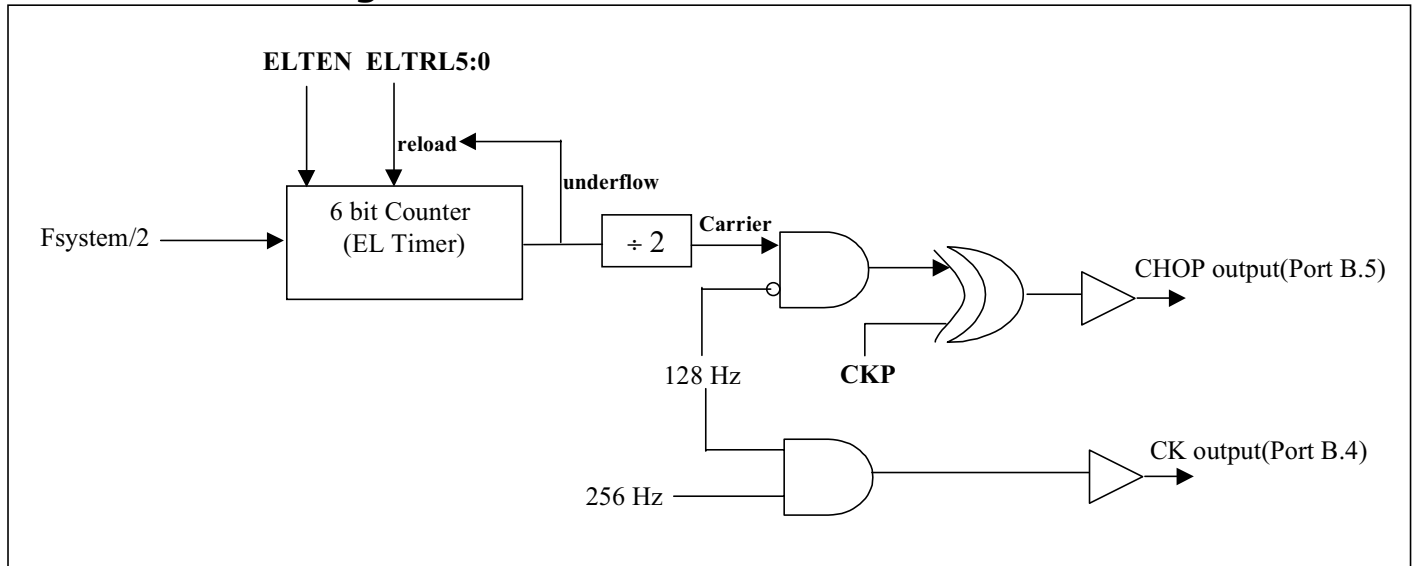 ELTEN ELTRL5:0
reload
underflow
6 bit Counter
(EL Timer)
Fsystem/2
÷ 2
Carrier
CHOP output(Port B.5)
128 Hz
CKP
CK output(Port B.4)
256 Hz